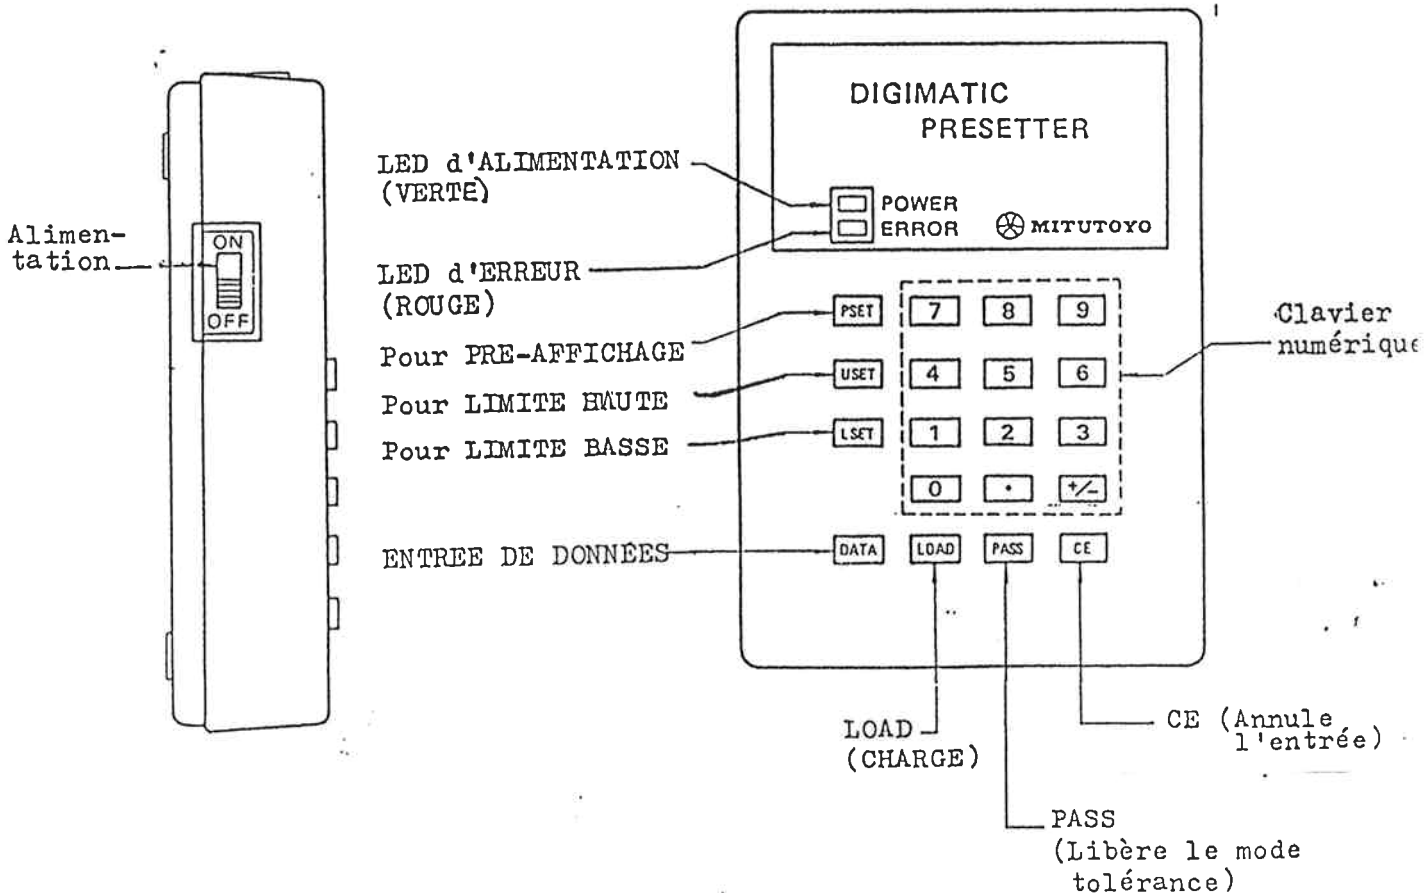 Alimen-
tation
ON
OFF
LED d'ALIMENTATION
(VERTE)
LED d'ERREUR
(ROUGE)
Pour PRE-AFFICHAGE
Pour LIMITE HAUTE
Pour LIMITE BASSE
ENTREE DE DONNÉES
DIGIMATIC
PRESETTER
POWER
ERROR
MITUTOYO
PSET 7 8 9
USET 4 5 6
LSET 1 2 3
0 . +/-
DATA LOAD PASS CE
Clavier
numérique
LOAD
(CHARGE)
CE (Annule
l'entrée)
PASS
(Libère le mode
tolérance)